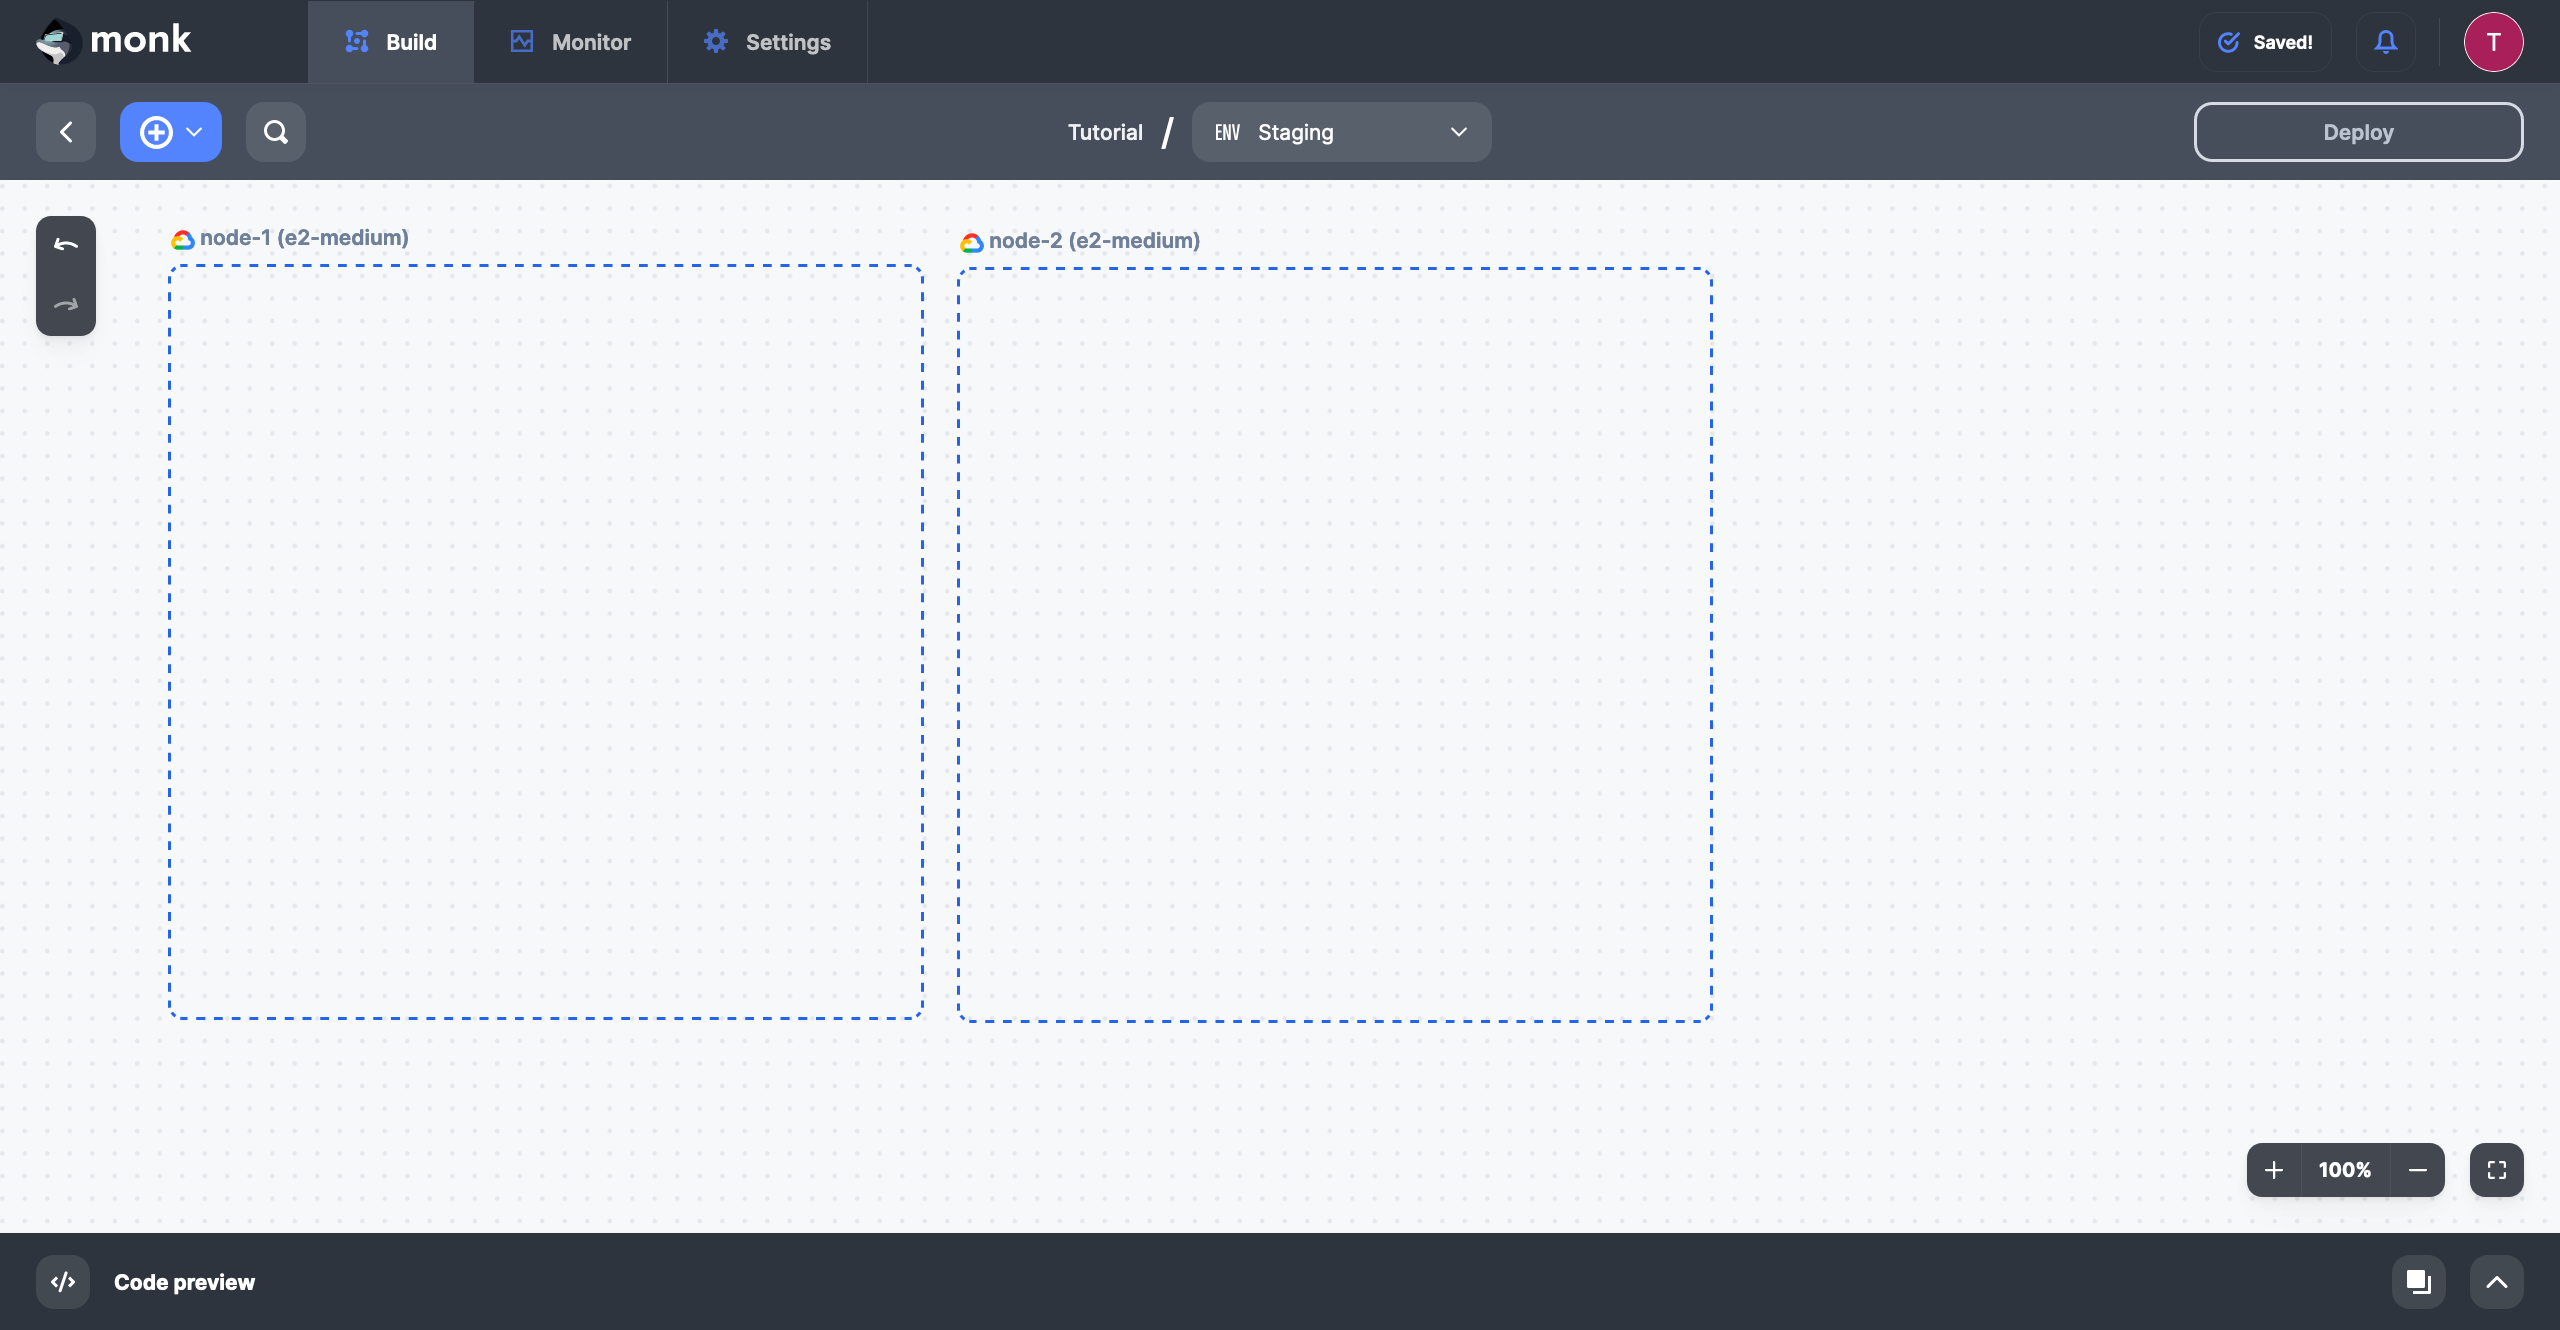 monk
Build
Monitor
Settings
Saved!
T
Tutorial / ENV Staging
Deploy
node-1 (e2-medium)
node-2 (e2-medium)
100%
Code preview